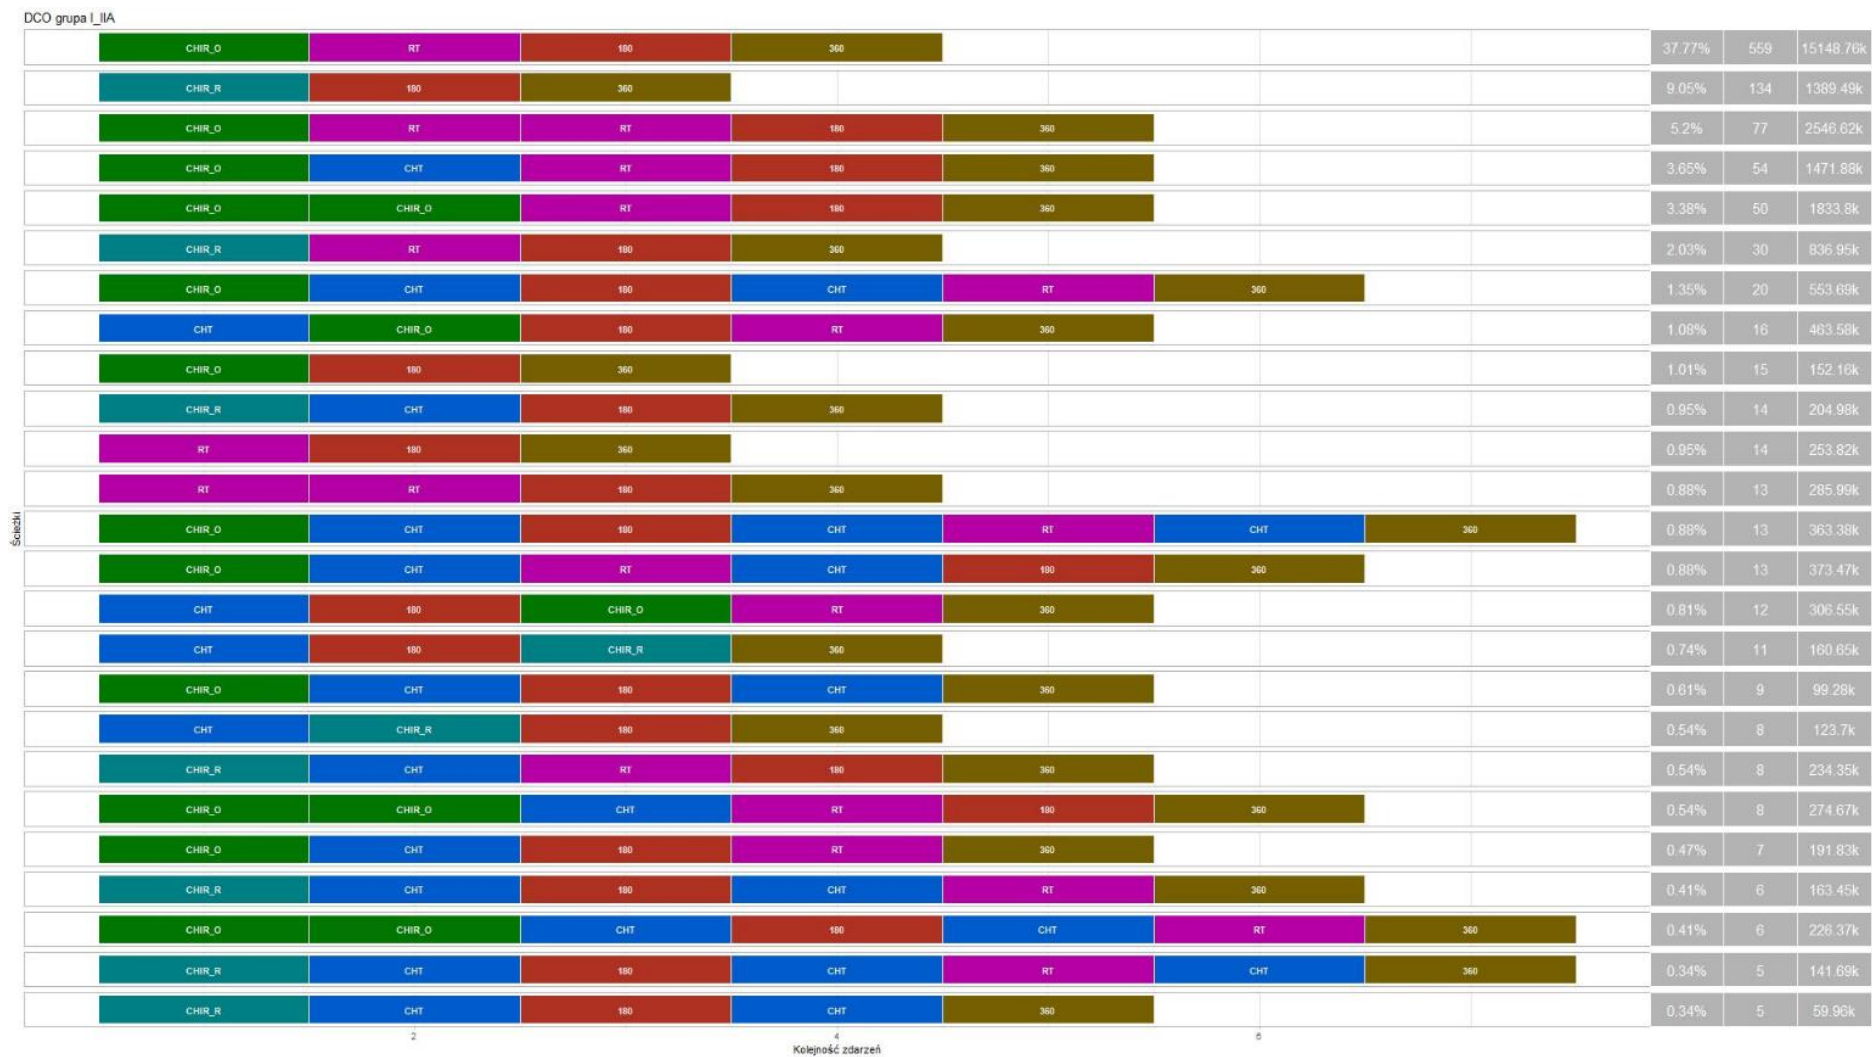 DCO grupa I_IIA
CHIR_O RT 180 360 37.77% 559 15148.76k
CHIR_R 180 360 9.05% 134 1389.49k
CHIR_O RT RT 180 360 5.2% 77 2546.62k
CHIR_O CHT RT 180 360 3.65% 54 1471.88k
CHIR_O CHIR_O RT 180 360 3.38% 50 1833.8k
CHIR_R RT 180 360 2.03% 30 836.95k
CHIR_O CHT 180 CHT RT 360 1.35% 20 553.69k
CHT CHIR_O 180 RT 360 1.08% 16 463.58k
CHIR_O 180 360 1.01% 15 152.16k
CHIR_R CHT 180 360 0.95% 14 204.98k
RT 180 360 0.95% 14 253.82k
RT RT 180 360 0.88% 13 285.99k
Ścieżki
CHIR_O CHT 180 CHT RT CHT 360 0.88% 13 363.38k
CHIR_O CHT RT CHT 180 360 0.88% 13 373.47k
CHT 180 CHIR_O RT 360 0.81% 12 306.55k
CHT 180 CHIR_R 360 0.74% 11 160.65k
CHIR_O CHT 180 CHT 360 0.61% 9 99.28k
CHT CHIR_R 180 360 0.54% 8 123.7k
CHIR_R CHT RT 180 360 0.54% 8 234.35k
CHIR_O CHIR_O CHT RT 180 360 0.54% 8 274.67k
CHIR_O CHT 180 RT 360 0.47% 7 191.83k
CHIR_R CHT 180 CHT RT 360 0.41% 6 163.45k
CHIR_O CHIR_O CHT 180 CHT RT 360 0.41% 6 226.37k
CHIR_R CHT 180 CHT RT CHT 360 0.34% 5 141.69k
CHIR_R CHT 180 CHT 360 0.34% 5 59.96k
2 4 6
Kolejność zdarzeń